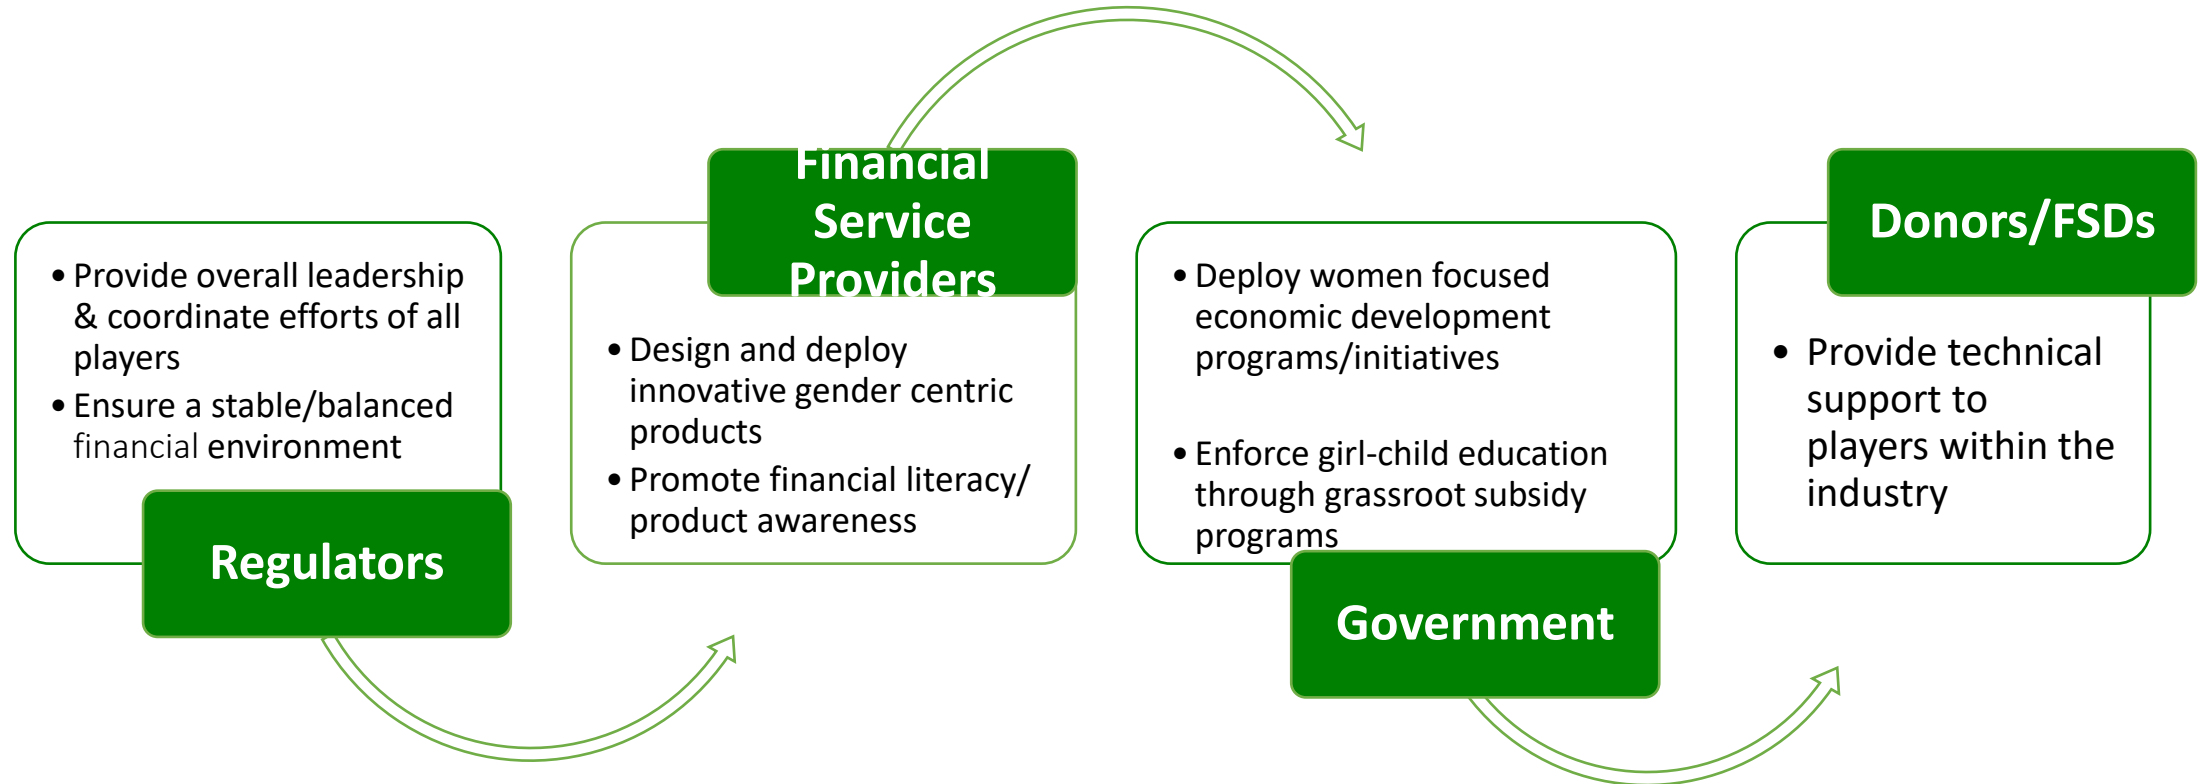 • Provide overall leadership
& coordinate efforts of all
players
• Ensure a stable/balanced
financial environment
Regulators
Financial
Service
Providers
• Design and deploy
innovative gender centric
products
• Promote financial literacy/
product awareness
• Deploy women focused
economic development
programs/initiatives
• Enforce girl-child education
through grassroot subsidy
programs
Government
Donors/FSDs
• Provide technical
support to
players within the
industry